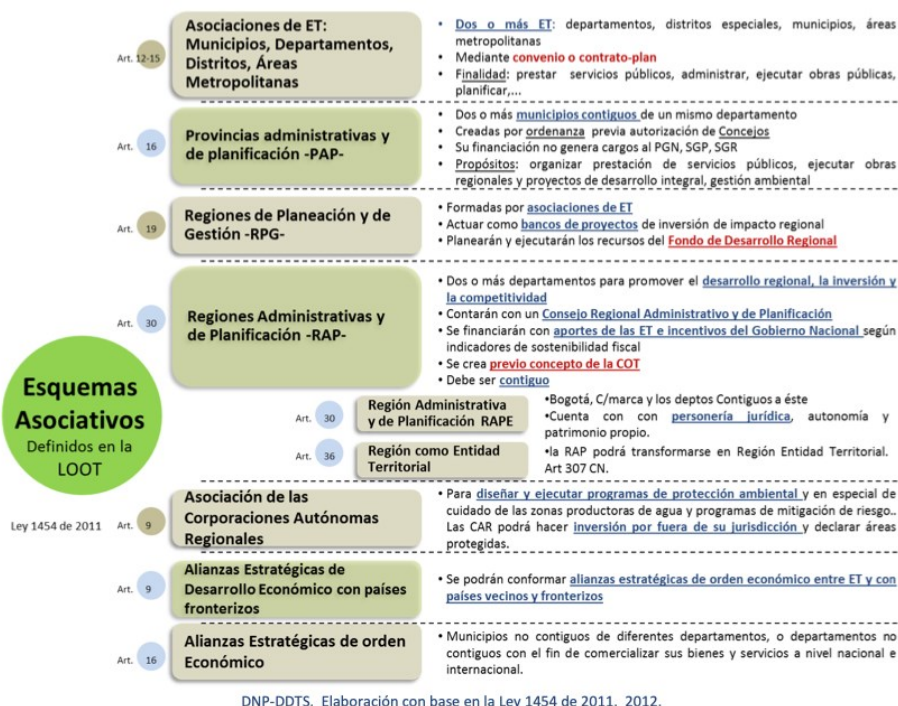 Esquemas
Asociativos
Definidos en la
LOOT
Ley 1454 de 2011
Art. 12-15
Asociaciones de ET:
Municipios, Departamentos,
Distritos, Áreas
Metropolitanas
• Dos o más ET: departamentos, distritos especiales, municipios, áreas
metropolitanas
• Mediante convenio o contrato-plan
• Finalidad: prestar servicios públicos, administrar, ejecutar obras públicas,
planificar,...
Art. 16
Provincias administrativas y
de planificación -PAP-
• Dos o más municipios contiguos de un mismo departamento
• Creadas por ordenanza previa autorización de Concejos
• Su financiación no genera cargos al PGN, SGP, SGR
• Propósitos: organizar prestación de servicios públicos, ejecutar obras
regionales y proyectos de desarrollo integral, gestión ambiental
Art. 19
Regiones de Planeación y de
Gestión -RPG-
• Formadas por asociaciones de ET
• Actuar como bancos de proyectos de inversión de impacto regional
• Planearán y ejecutarán los recursos del Fondo de Desarrollo Regional
Art. 30
Regiones Administrativas y
de Planificación -RAP-
• Dos o más departamentos para promover el desarrollo regional, la inversión y
la competitividad
• Contarán con un Consejo Regional Administrativo y de Planificación
• Se financiarán con aportes de las ET e incentivos del Gobierno Nacional según
indicadores de sostenibilidad fiscal
• Se crea previo concepto de la COT
• Debe ser contiguo
Art. 30
Región Administrativa
y de Planificación RAPE
•Bogotá, C/marca y los deptos Contiguos a éste
•Cuenta con con personería jurídica, autonomía y
patrimonio propio.
Art. 36
Región como Entidad
Territorial
•la RAP podrá transformarse en Región Entidad Territorial.
Art 307 CN.
Art. 9
Asociación de las
Corporaciones Autónomas
Regionales
• Para diseñar y ejecutar programas de protección ambiental y en especial de
cuidado de las zonas productoras de agua y programas de mitigación de riesgo..
Las CAR podrá hacer inversión por fuera de su jurisdicción y declarar áreas
protegidas.
Art. 9
Alianzas Estratégicas de
Desarrollo Económico con países
fronterizos
• Se podrán conformar alianzas estratégicas de orden económico entre ET y con
países vecinos y fronterizos
Art. 16
Alianzas Estratégicas de orden
Económico
• Municipios no contiguos de diferentes departamentos, o departamentos no
contiguos con el fin de comercializar sus bienes y servicios a nivel nacional e
internacional.
DNP-DDTS. Elaboración con base en la Ley 1454 de 2011. 2012.